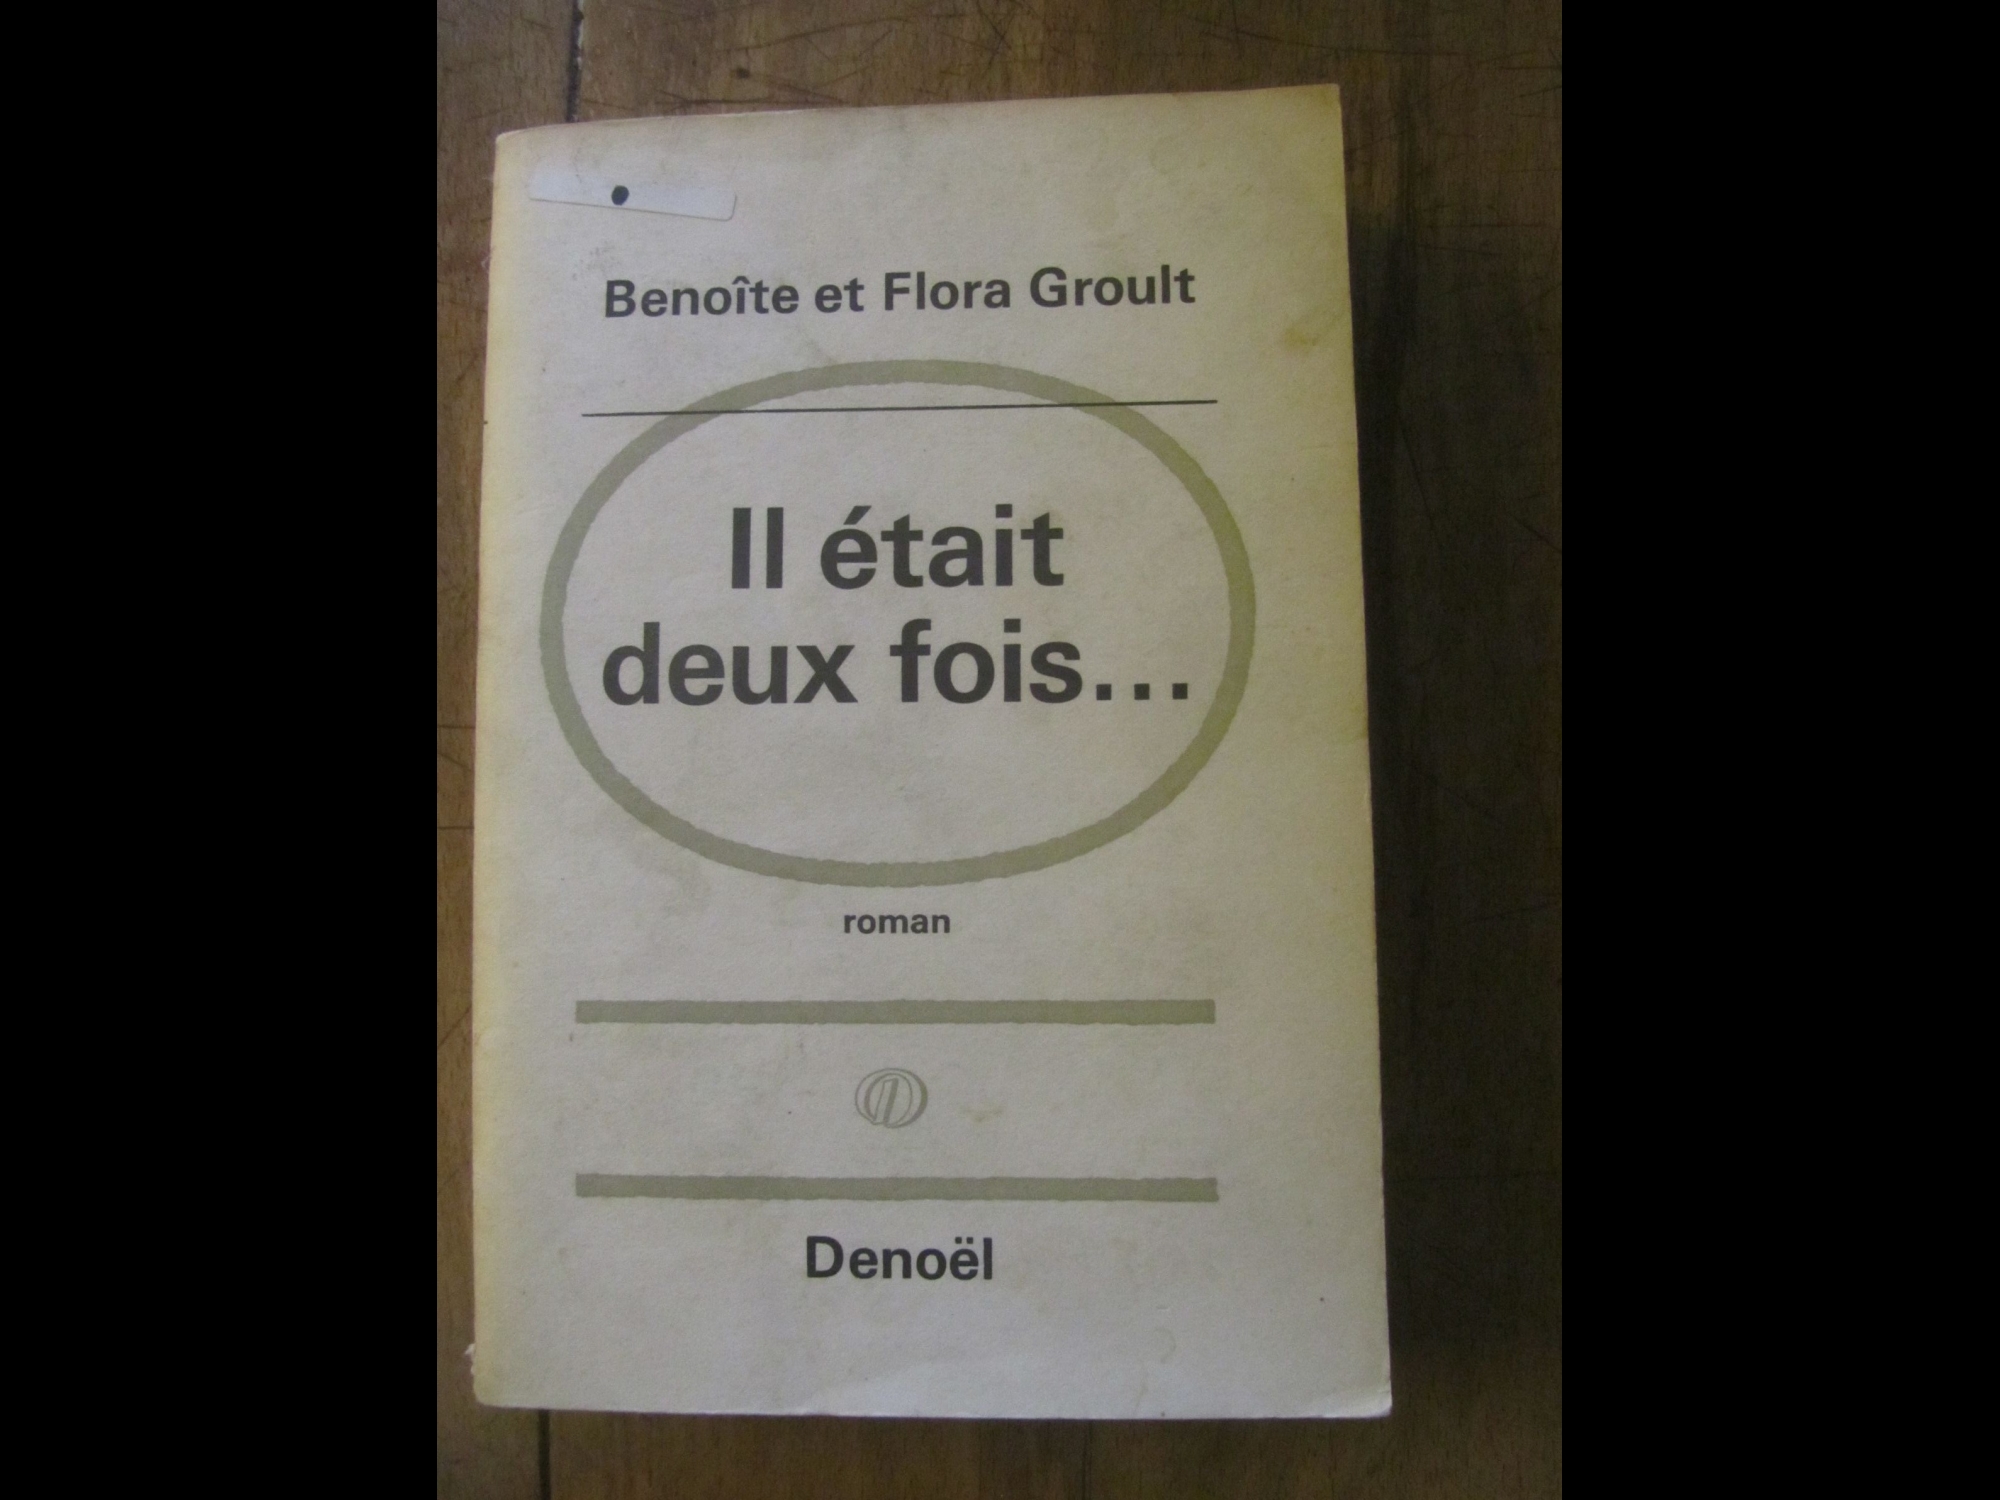 Benoîte et Flora Groult
Il était
deux fois...
roman
Denoël